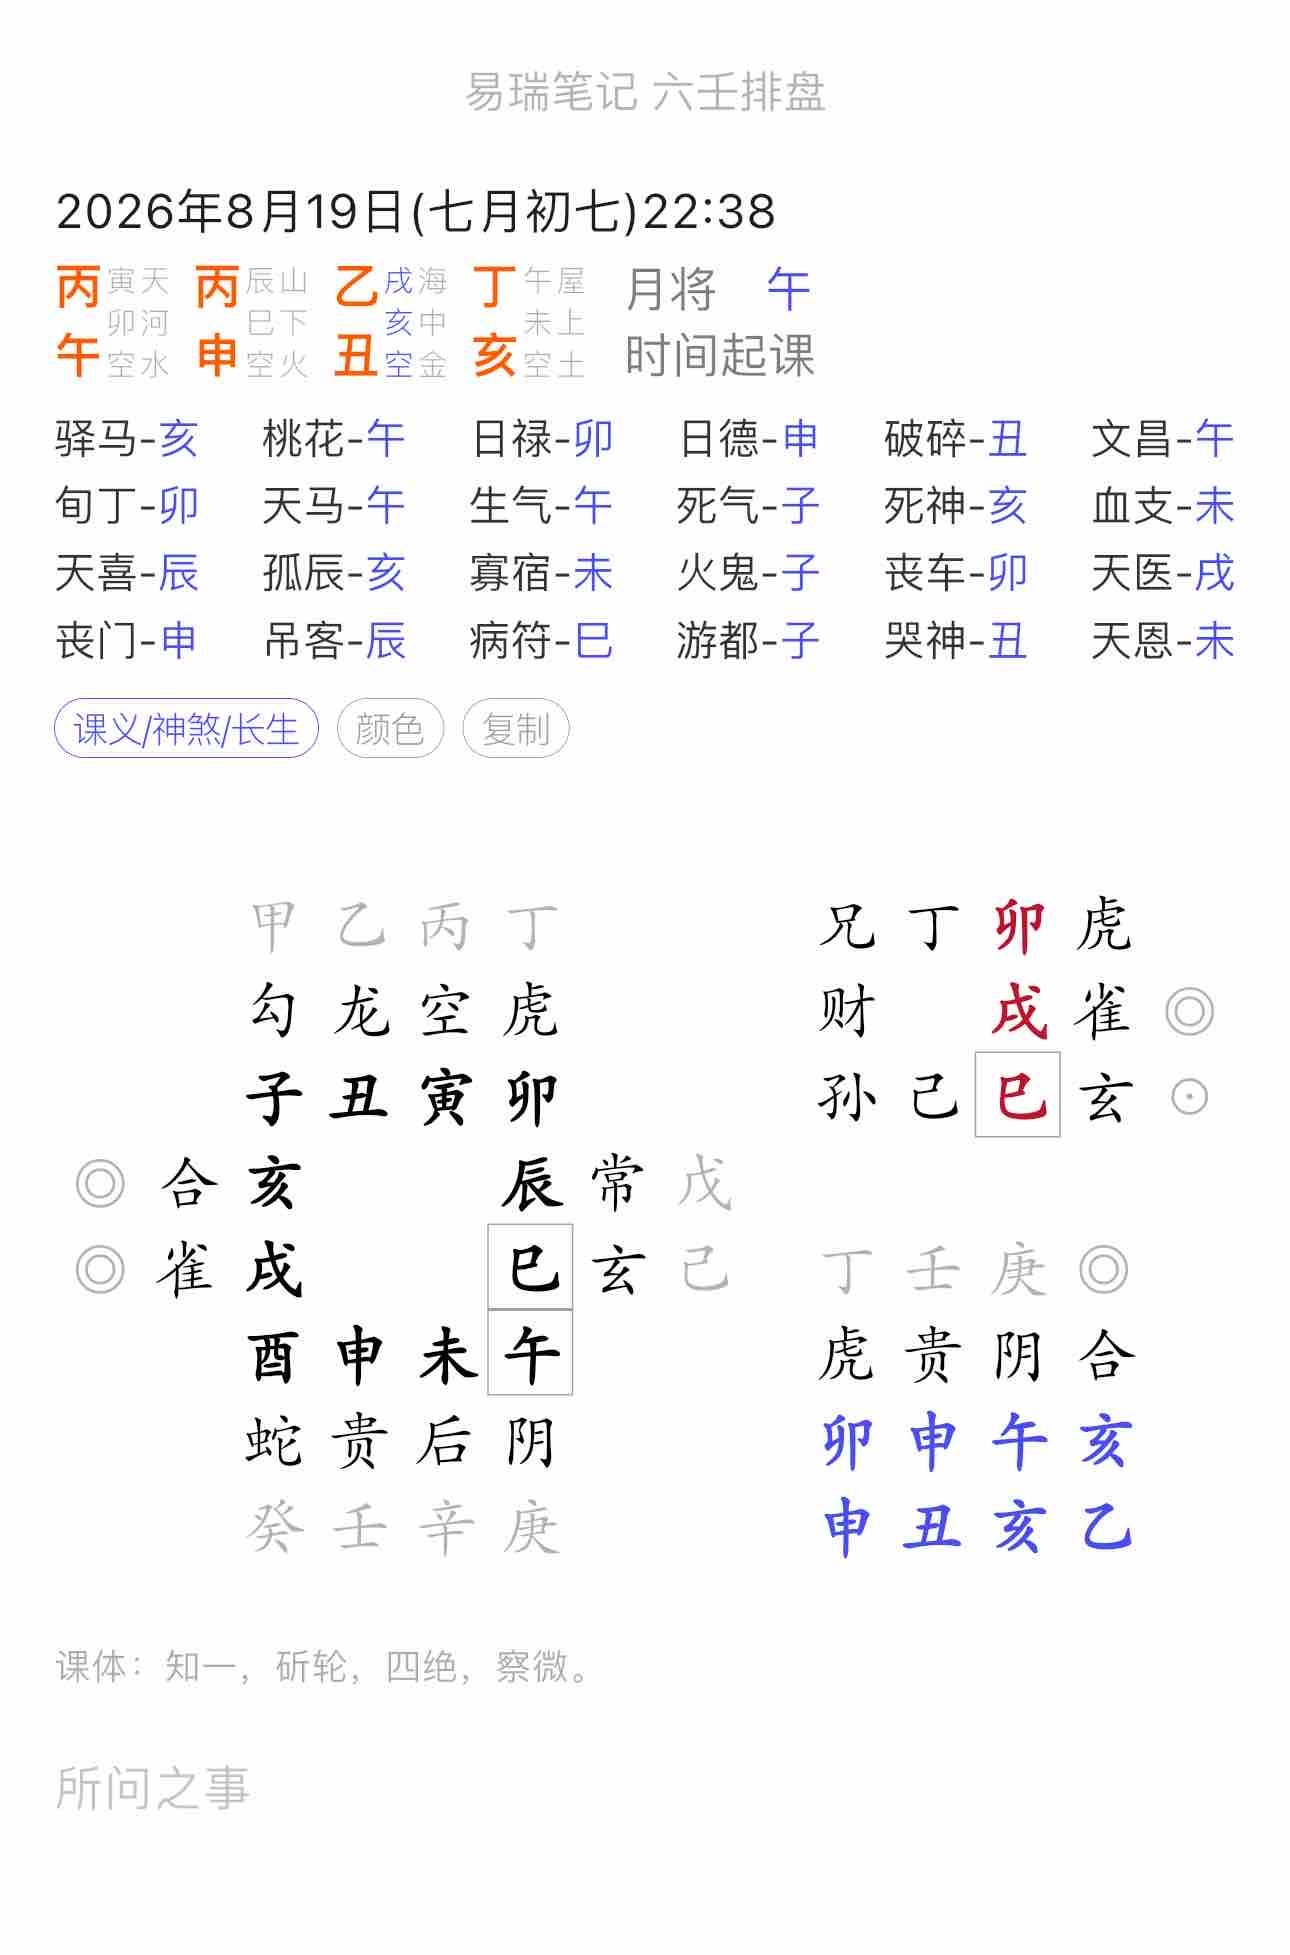 易瑞笔记 六壬排盘
2026年8月19日(七月初七)22:38
丙 寅天 丙 辰山 乙 戌海 丁 午屋 月将 午
卯河 巳下 亥中 未上
午 空水 申 空火 丑 空金 亥 空土 时间起课
驿马-亥 桃花-午 日禄-卯 日德-申 破碎-丑 文昌-午
旬丁-卯 天马-午 生气-午 死气-子 死神-亥 血支-未
天喜-辰 孤辰-亥 寡宿-未 火鬼-子 丧车-卯 天医-戌
丧门-申 吊客-辰 病符-巳 游都-子 哭神-丑 天恩-未
课义/神煞/长生 颜色 复制
甲 乙 丙 丁 兄 丁 卯 虎
勾 龙 空 虎 财 戌 雀 ◎
子 丑 寅 卯 孙 己 巳 玄 ⊙
◎ 合 亥 辰 常 戊
◎ 雀 戌 巳 玄 己 丁 壬 庚 ◎
酉 申 未 午 虎 贵 阴 合
蛇 贵 后 阴 卯 申 午 亥
癸 壬 辛 庚 申 丑 亥 乙
课体：知一，斫轮，四绝，察微。
所问之事